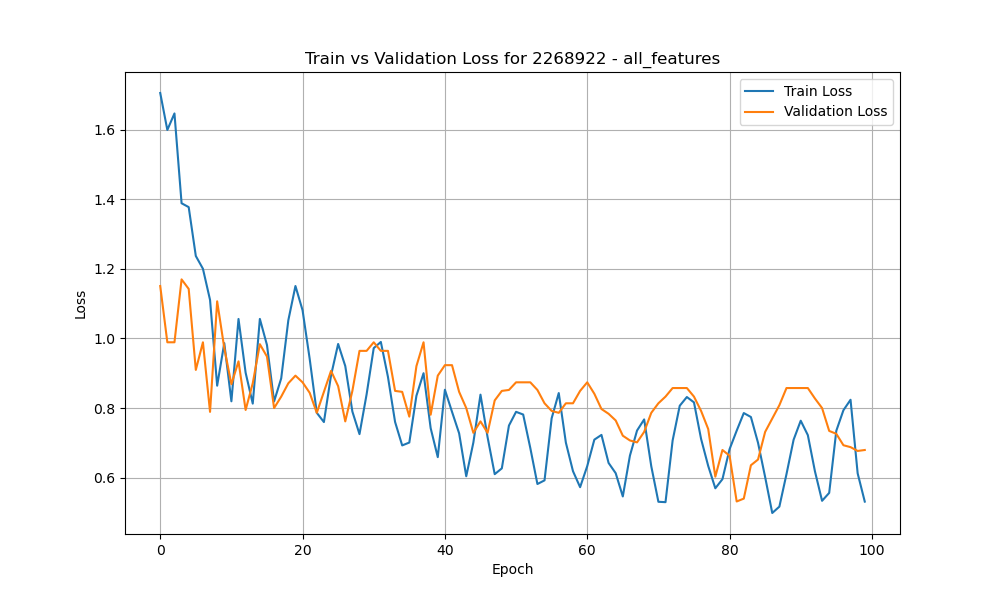 Train vs Validation Loss for 2268922 - all_features
Train Loss
Validation Loss
1.6
1.4
1.2
1.0
0.8
0.6
Loss
0 20 40 60 80 100
Epoch